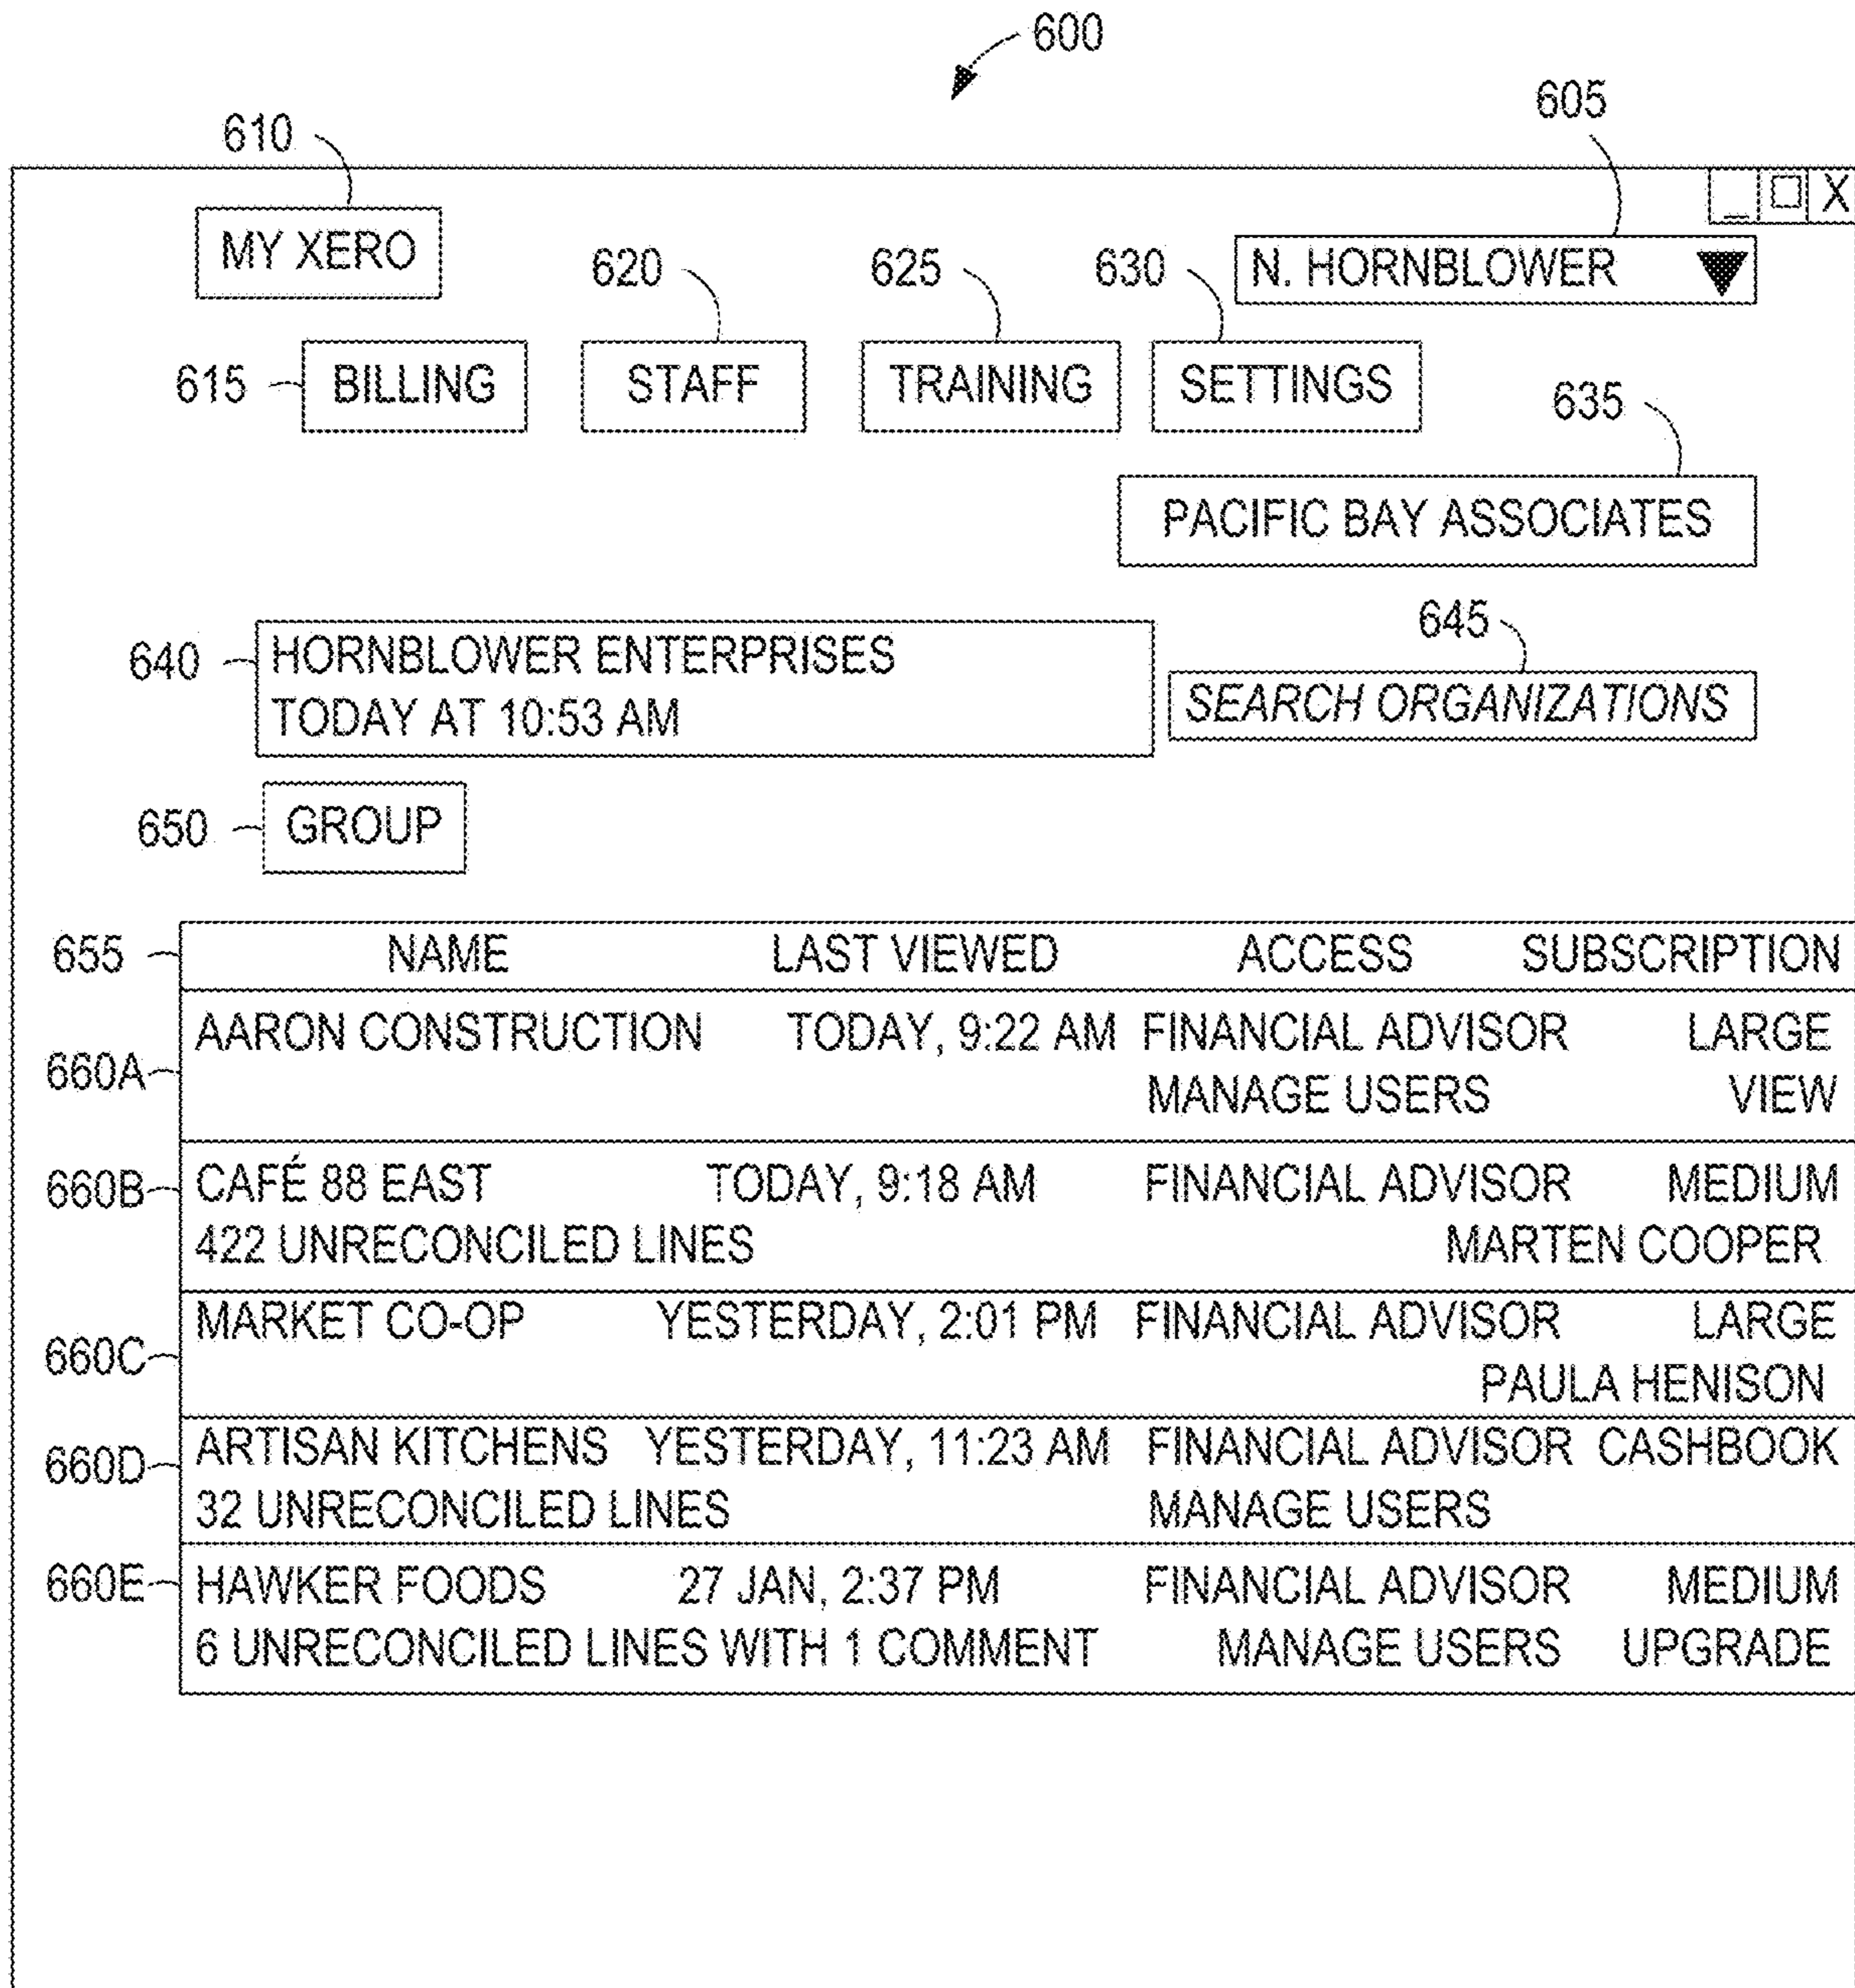 600
605
610
_ □ X
MY XERO
N. HORNBLOWER
620
625
630
615
BILLING
STAFF
TRAINING
SETTINGS
635
PACIFIC BAY ASSOCIATES
640
HORNBLOWER ENTERPRISES
TODAY AT 10:53 AM
645
SEARCH ORGANIZATIONS
650
GROUP
655 NAME LAST VIEWED ACCESS SUBSCRIPTION
660A
AARON CONSTRUCTION TODAY, 9:22 AM FINANCIAL ADVISOR LARGE
MANAGE USERS VIEW
660B
CAFÉ 88 EAST TODAY, 9:18 AM FINANCIAL ADVISOR MEDIUM
422 UNRECONCILED LINES MARTEN COOPER
660C
MARKET CO-OP YESTERDAY, 2:01 PM FINANCIAL ADVISOR LARGE
PAULA HENISON
660D
ARTISAN KITCHENS YESTERDAY, 11:23 AM FINANCIAL ADVISOR CASHBOOK
32 UNRECONCILED LINES MANAGE USERS
660E
HAWKER FOODS 27 JAN, 2:37 PM FINANCIAL ADVISOR MEDIUM
6 UNRECONCILED LINES WITH 1 COMMENT MANAGE USERS UPGRADE